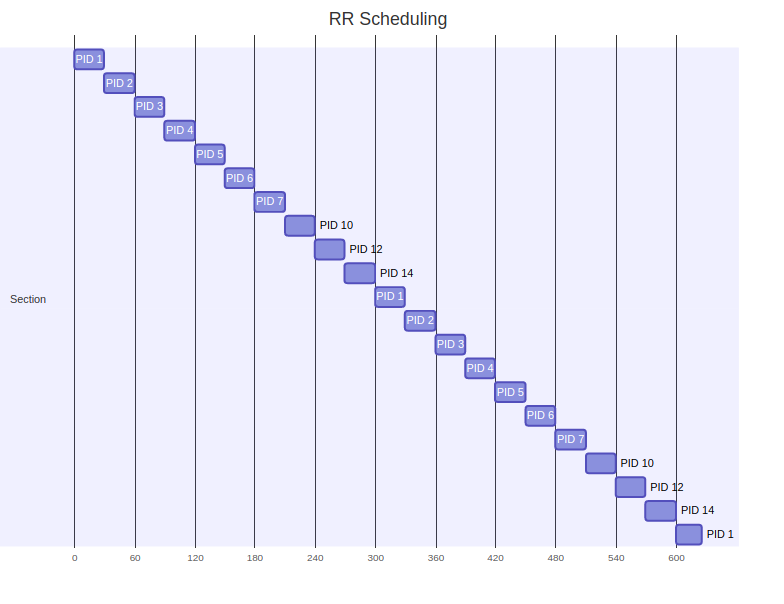 RR Scheduling
PID 1
PID 2
PID 3
PID 4
PID 5
PID 6
PID 7
PID 10
PID 12
PID 14
Section
PID 1
PID 2
PID 3
PID 4
PID 5
PID 6
PID 7
PID 10
PID 12
PID 14
PID 1
0 60 120 180 240 300 360 420 480 540 600